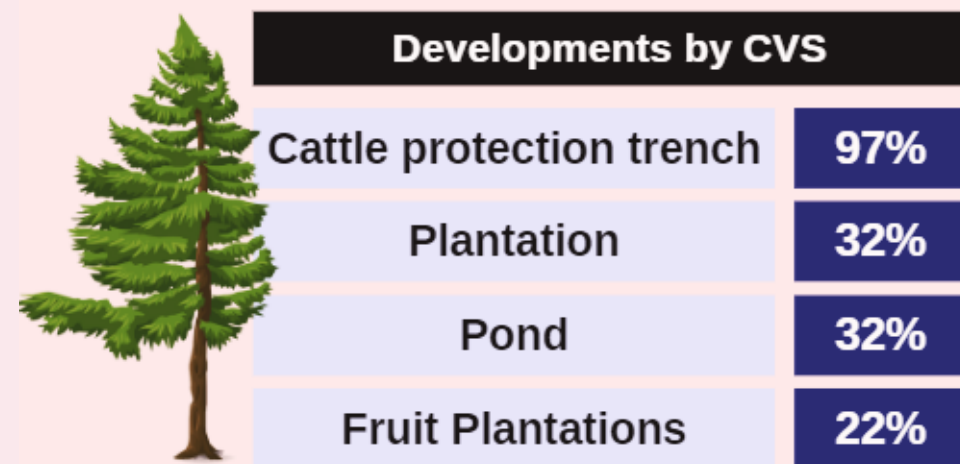 Developments by CVS
Cattle protection trench 97%
Plantation 32%
Pond 32%
Fruit Plantations 22%